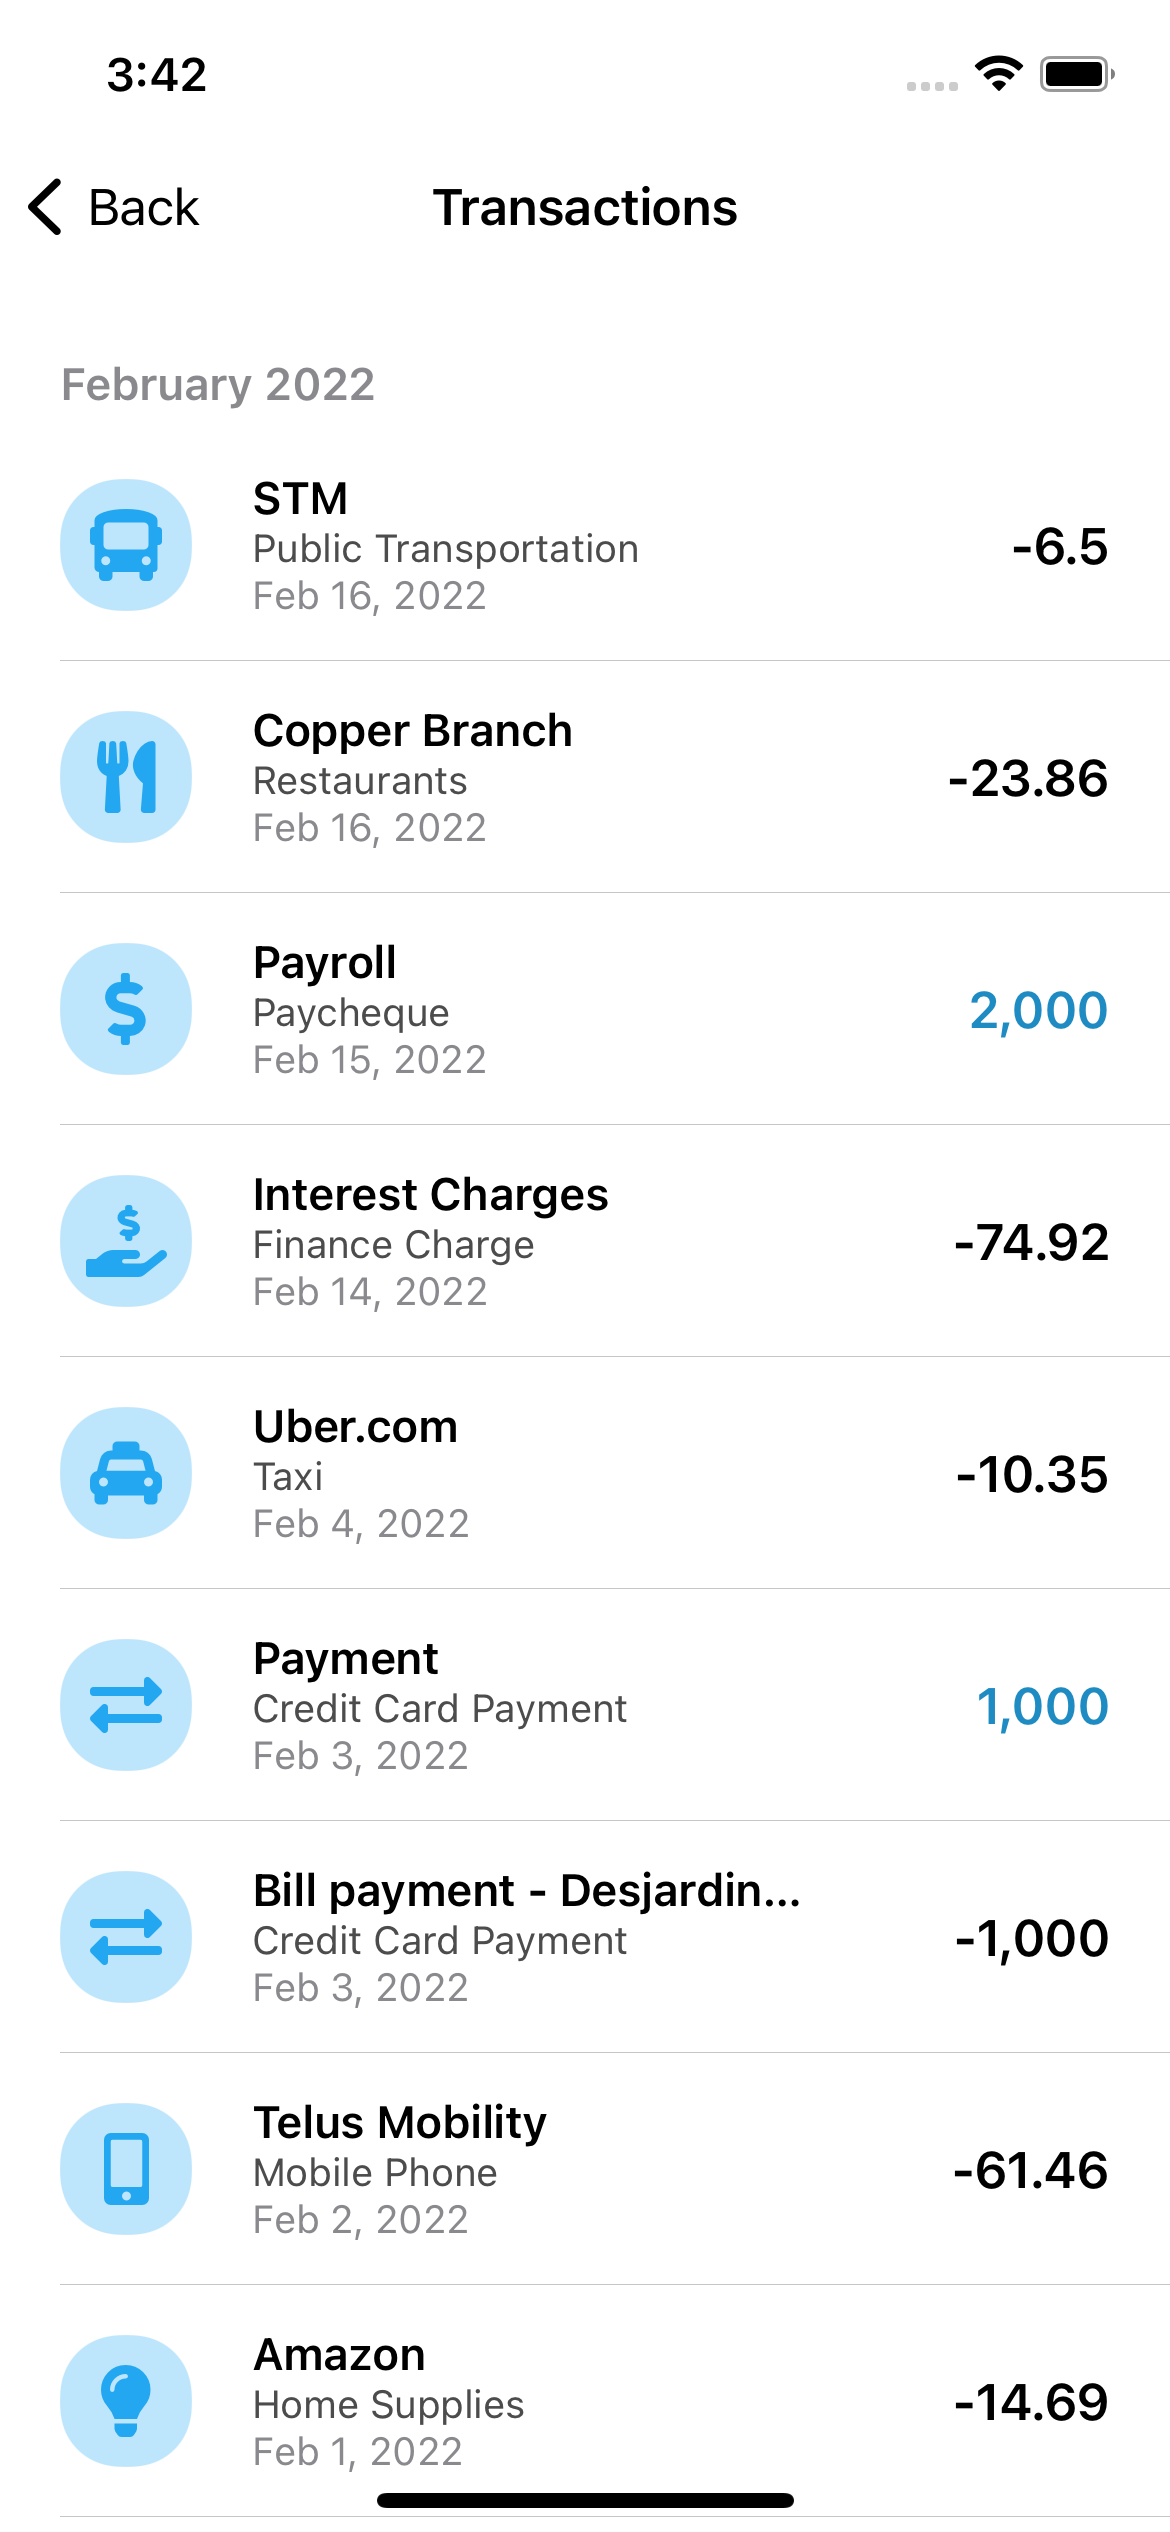 3:42
Back
Transactions
February 2022
STM
Public Transportation
Feb 16, 2022
-6.5
Copper Branch
Restaurants
Feb 16, 2022
-23.86
Payroll
Paycheque
Feb 15, 2022
2,000
Interest Charges
Finance Charge
Feb 14, 2022
-74.92
Uber.com
Taxi
Feb 4, 2022
-10.35
Payment
Credit Card Payment
Feb 3, 2022
1,000
Bill payment - Desjardin...
Credit Card Payment
Feb 3, 2022
-1,000
Telus Mobility
Mobile Phone
Feb 2, 2022
-61.46
Amazon
Home Supplies
Feb 1, 2022
-14.69